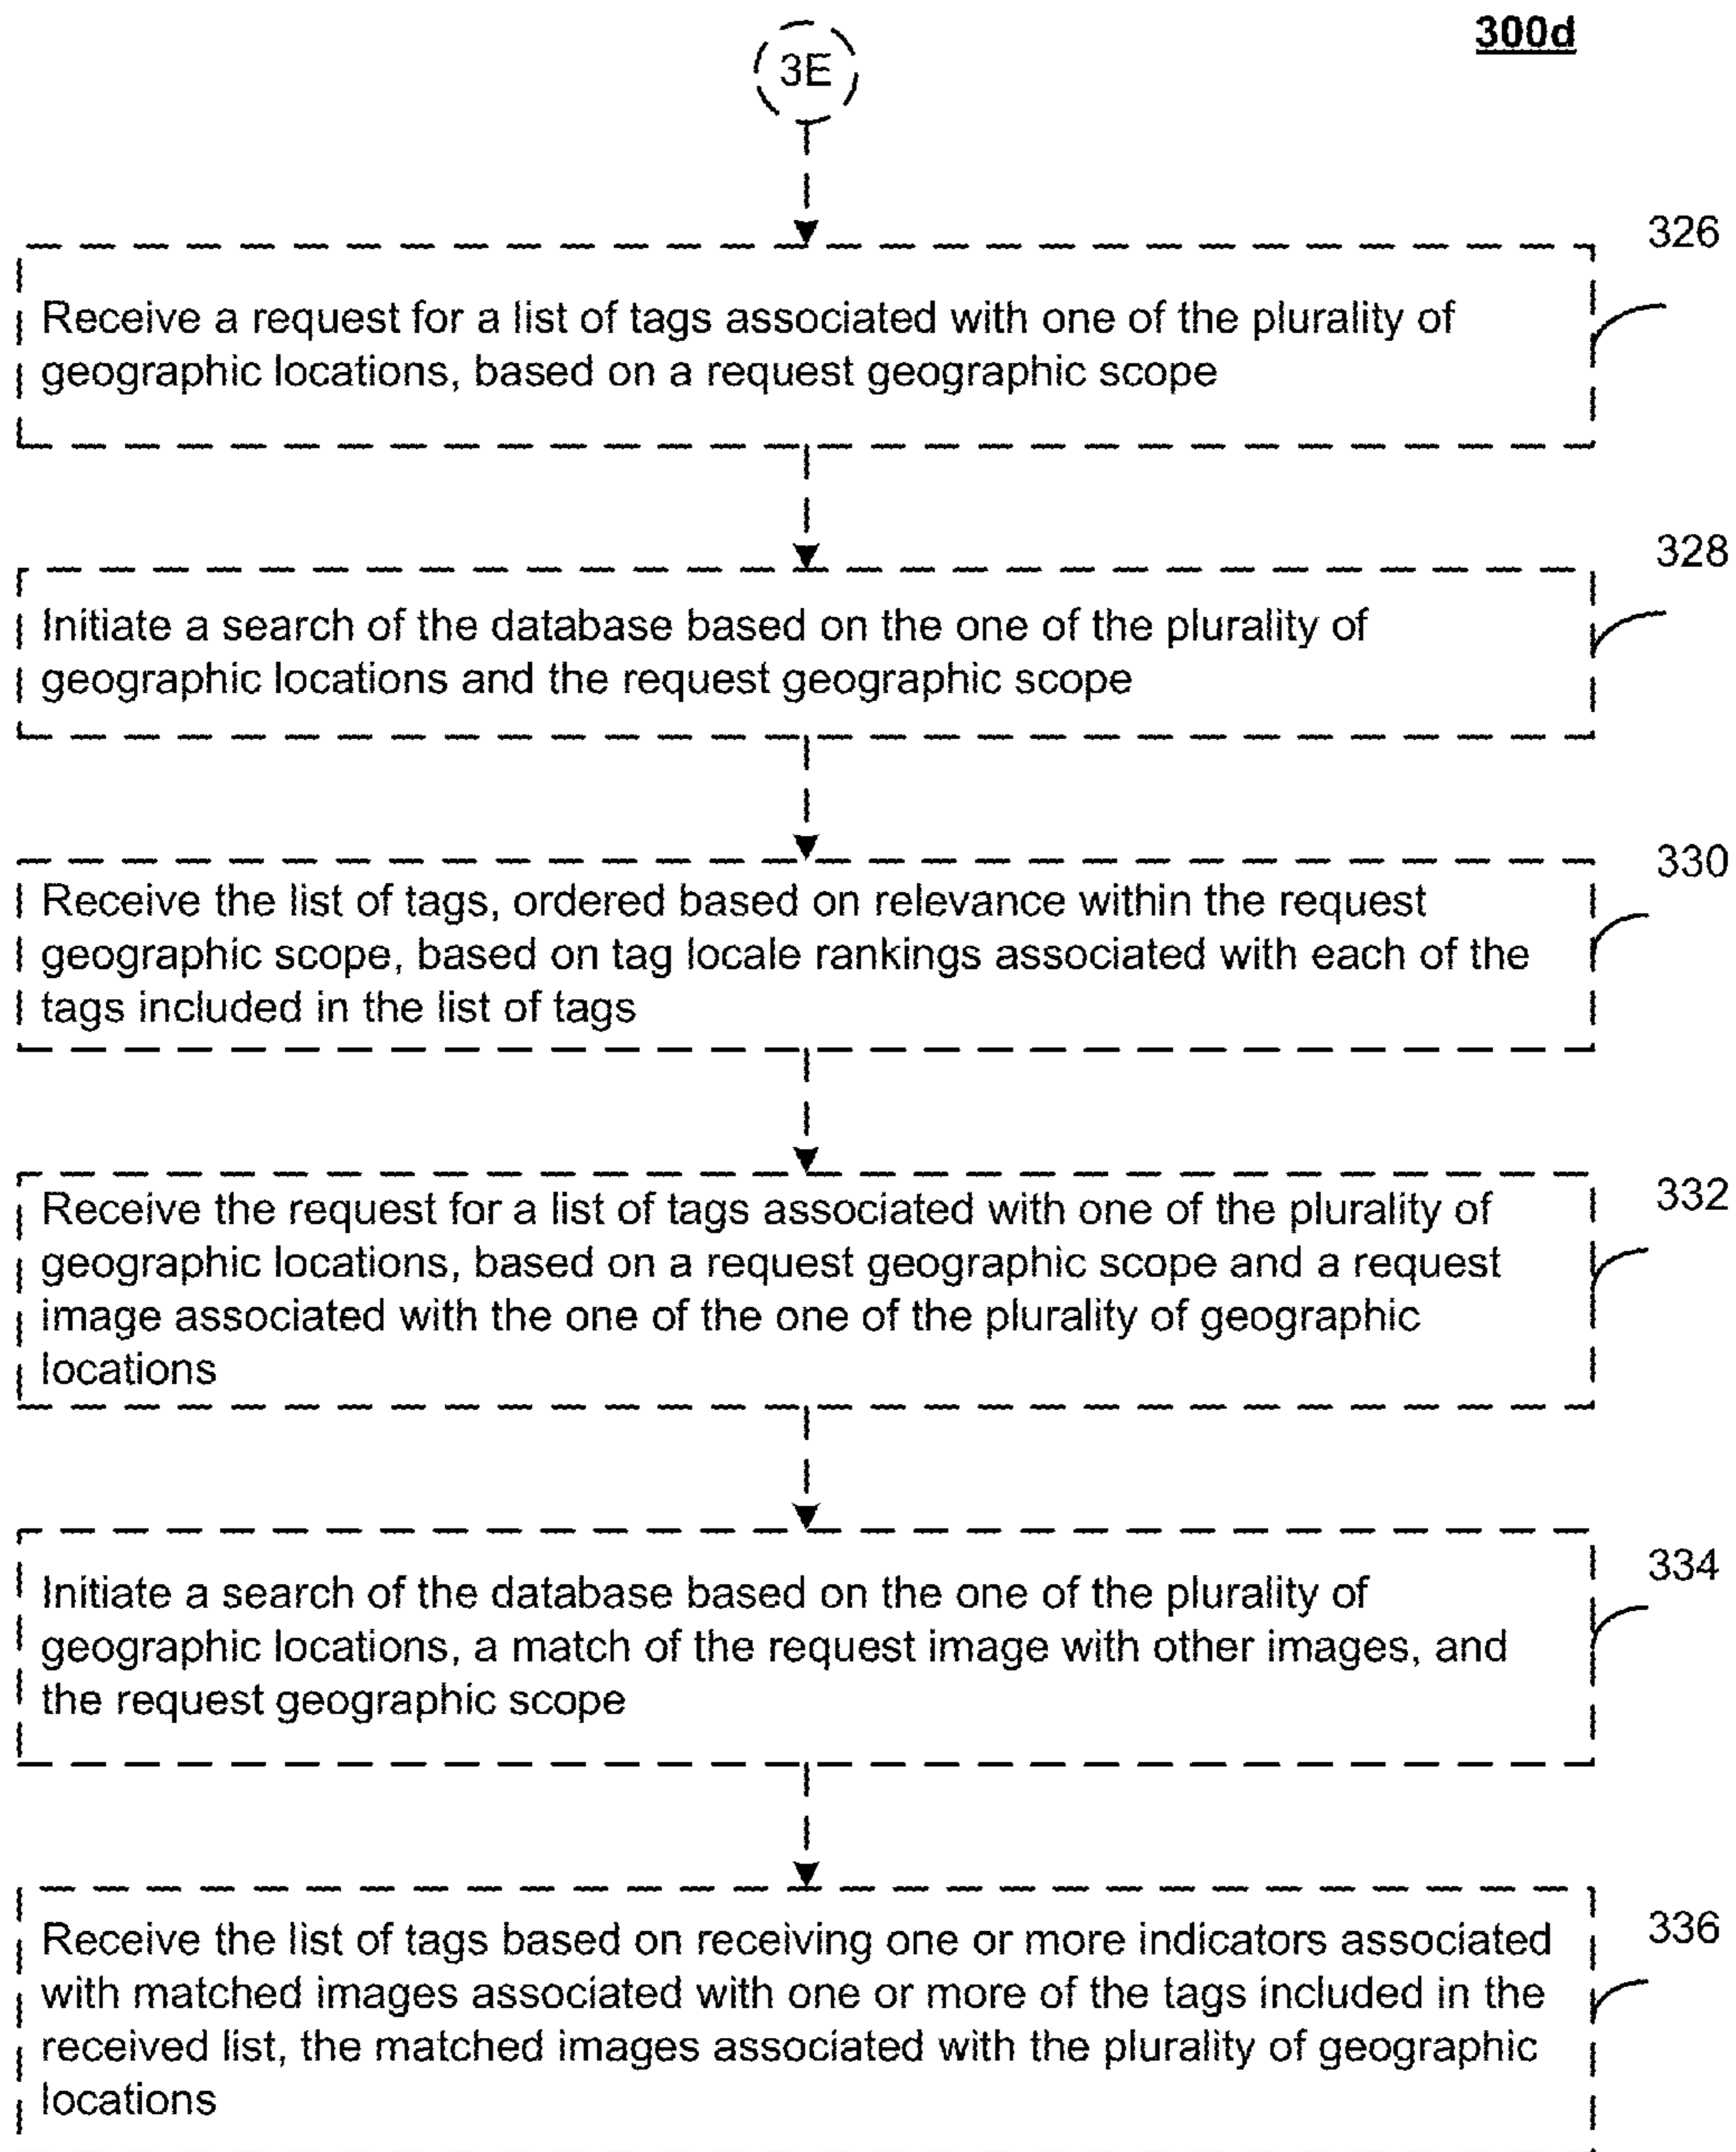 300d
3E
326
Receive a request for a list of tags associated with one of the plurality of
geographic locations, based on a request geographic scope
328
Initiate a search of the database based on the one of the plurality of
geographic locations and the request geographic scope
330
Receive the list of tags, ordered based on relevance within the request
geographic scope, based on tag locale rankings associated with each of the
tags included in the list of tags
332
Receive the request for a list of tags associated with one of the plurality of
geographic locations, based on a request geographic scope and a request
image associated with the one of the one of the plurality of geographic
locations
334
Initiate a search of the database based on the one of the plurality of
geographic locations, a match of the request image with other images, and
the request geographic scope
336
Receive the list of tags based on receiving one or more indicators associated
with matched images associated with one or more of the tags included in the
received list, the matched images associated with the plurality of geographic
locations